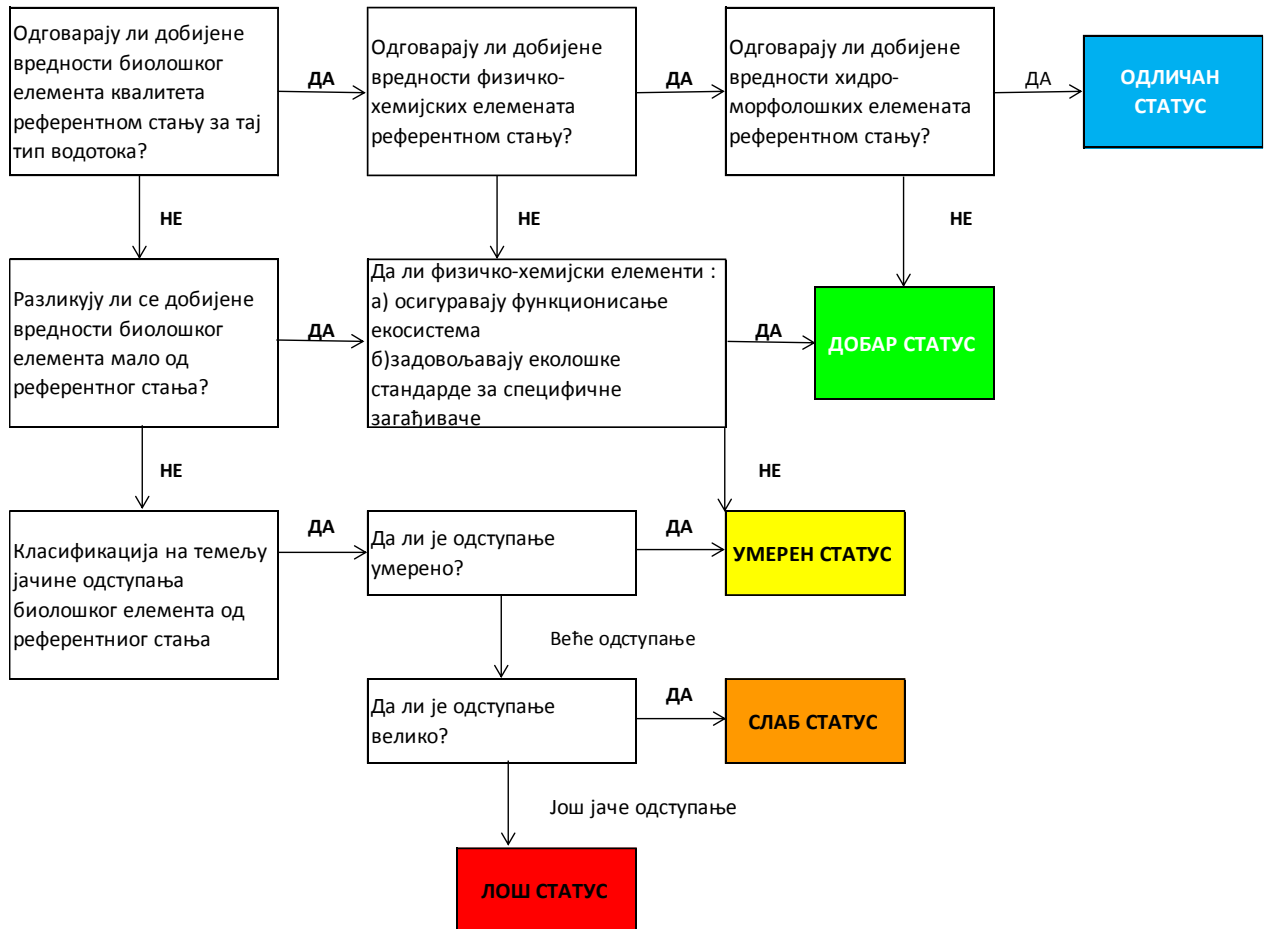 Одговарају ли добијене
вредности биолошког
елемента квалитета
референтном стању за тај
тип водотока?
ДА
Одговарају ли добијене
вредности физичко-
хемијских елемената
референтном стању?
ДА
Одговарају ли добијене
вредности хидро-
морфолошких елемената
референтном стању?
ДА
ОДЛИЧАН
СТАТУС
НЕ
НЕ
НЕ
Разликују ли се добијене
вредности биолошког
елемента мало од
референтног стања?
ДА
Да ли физичко-хемијски елементи :
а) осигуравају функционисање
екосистема
б)задовољавају еколошке
стандарде за специфичне
загађиваче
ДА
ДОБАР СТАТУС
НЕ
НЕ
Класификација на темељу
јачине одступања
биолошког елемента од
референтниог стања
ДА
Да ли је одступање
умерено?
ДА
УМЕРЕН СТАТУС
Веће одступање
Да ли је одступање
велико?
ДА
СЛАБ СТАТУС
Још јаче одступање
ЛОШ СТАТУС